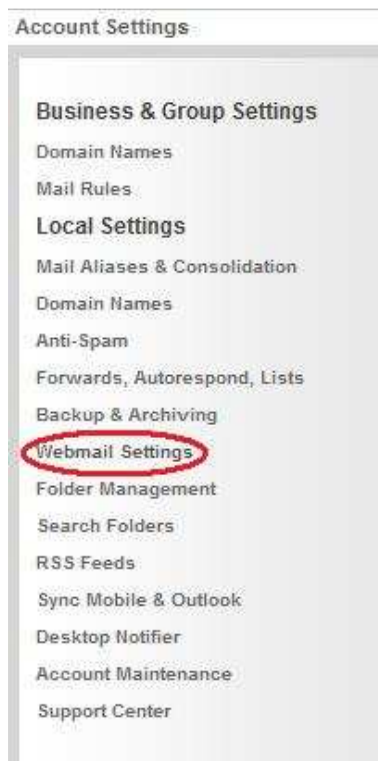 Account Settings
Business & Group Settings
Domain Names
Mail Rules
Local Settings
Mail Aliases & Consolidation
Domain Names
Anti-Spam
Forwards, Autorespond, Lists
Backup & Archiving
Webmail Settings
Folder Management
Search Folders
RSS Feeds
Sync Mobile & Outlook
Desktop Notifier
Account Maintenance
Support Center